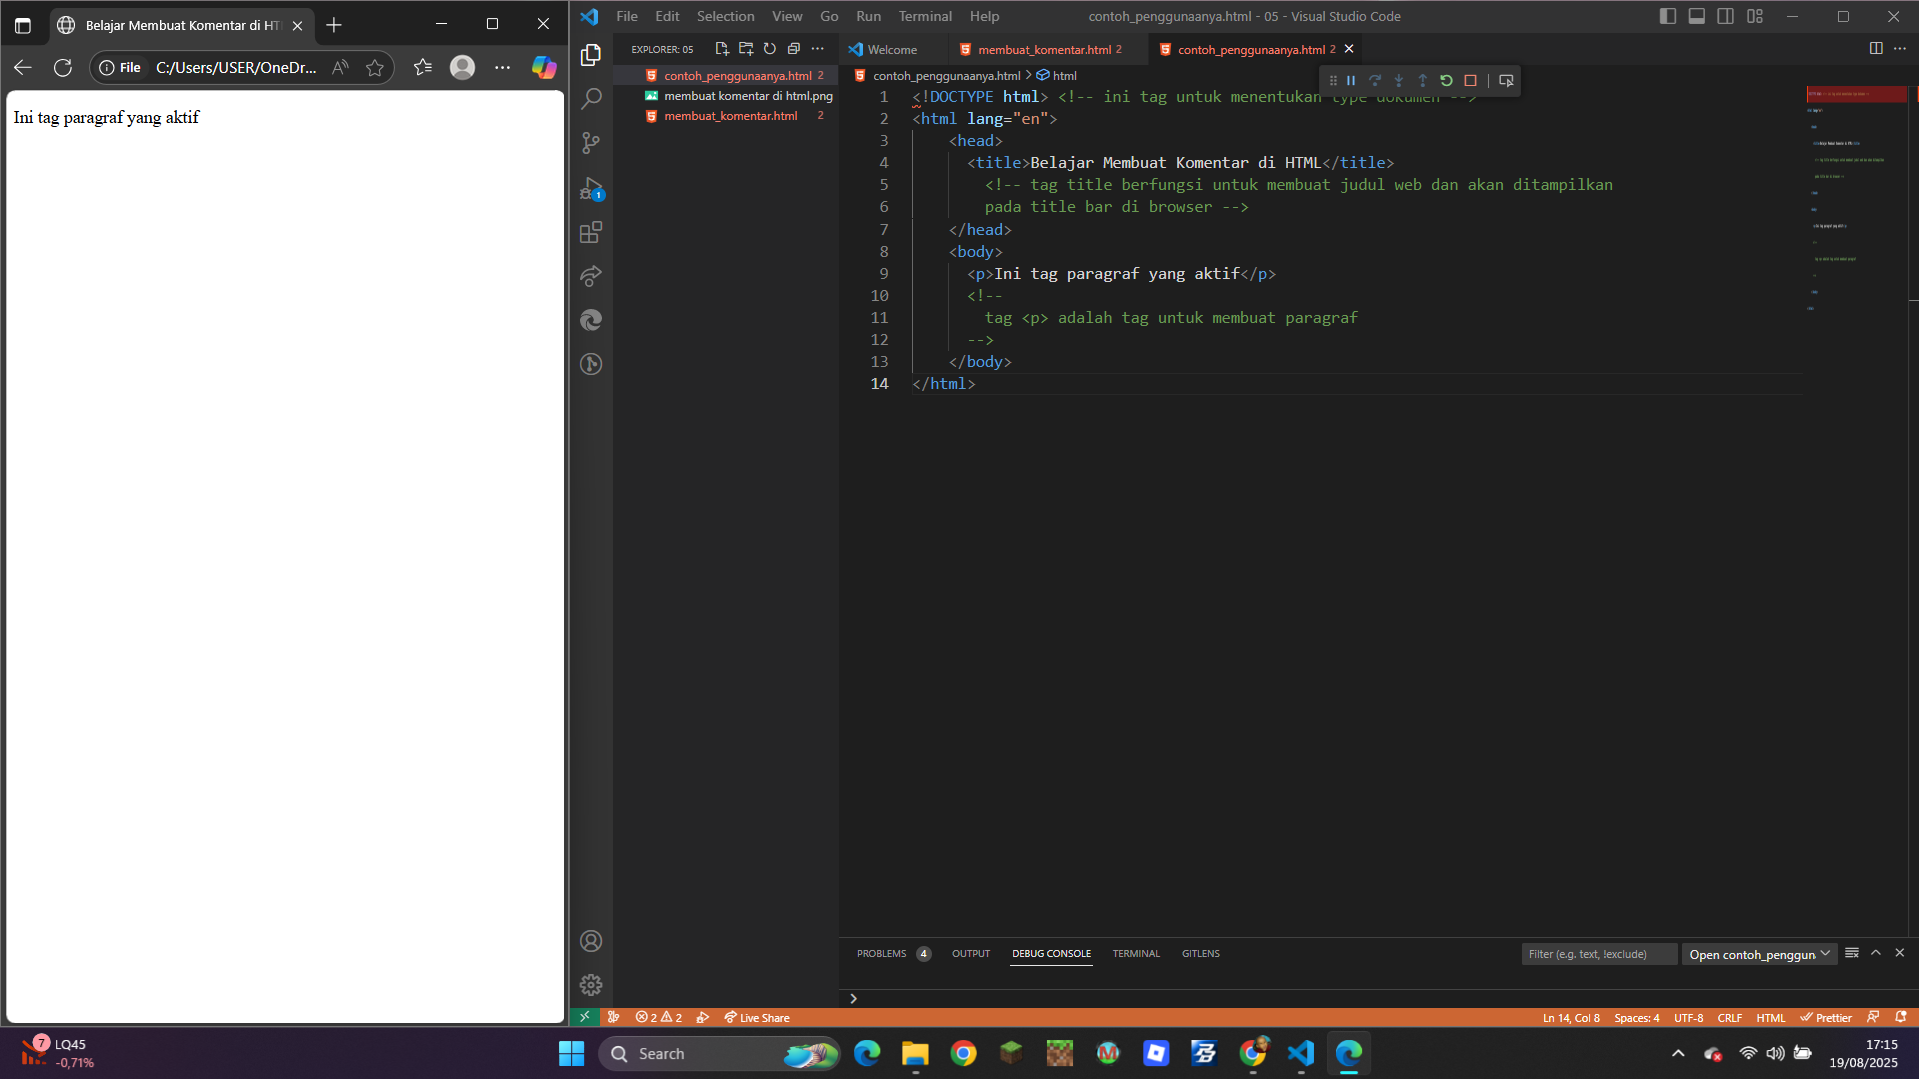 Belajar Membuat Komentar di HT
File
C:/Users/USER/OneDr...
Ini tag paragraf yang aktif
File Edit Selection View Go Run Terminal Help
contoh_penggunaanya.html - 05 - Visual Studio Code
EXPLORER: 05
contoh_penggunaanya.html 2
membuat komentar di html.png
membuat_komentar.html 2
1
Welcome
membuat_komentar.html 2
contoh_penggunaanya.html 2
contoh_penggunaanya.html > html
1 <!DOCTYPE html> <!-- ini tag untuk menentukan type dokumen -->
2 <html lang="en">
3 <head>
4 <title>Belajar Membuat Komentar di HTML</title>
5 <!-- tag title berfungsi untuk membuat judul web dan akan ditampilkan
6 pada title bar di browser -->
7 </head>
8 <body>
9 <p>Ini tag paragraf yang aktif</p>
10 <!--
11 tag <p> adalah tag untuk membuat paragraf
12 -->
13 </body>
14 </html>
PROBLEMS 4 OUTPUT DEBUG CONSOLE TERMINAL GITLENS
Filter (e.g. text, !exclude)
Open contoh_penggun
2 2 Live Share
Ln 14, Col 8 Spaces: 4 UTF-8 CRLF HTML Prettier
7
LQ45
-0,71%
Search
17:15
19/08/2025